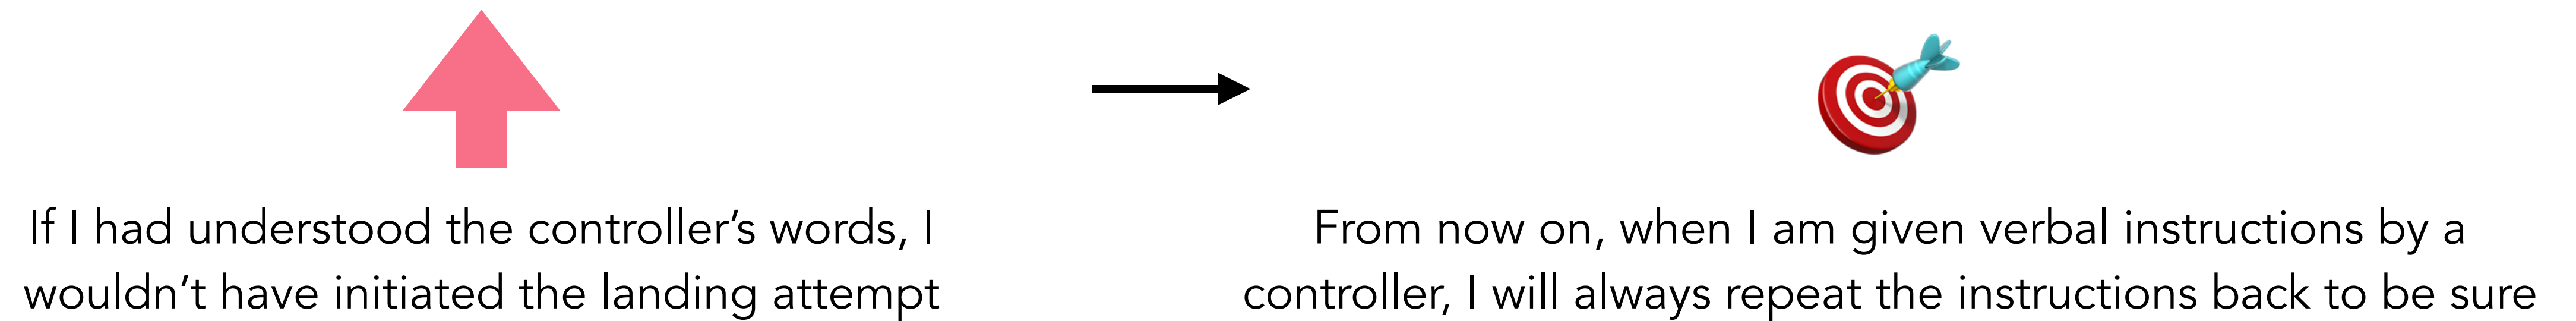 If I had understood the controller’s words, I
wouldn’t have initiated the landing attempt
From now on, when I am given verbal instructions by a
controller, I will always repeat the instructions back to be sure